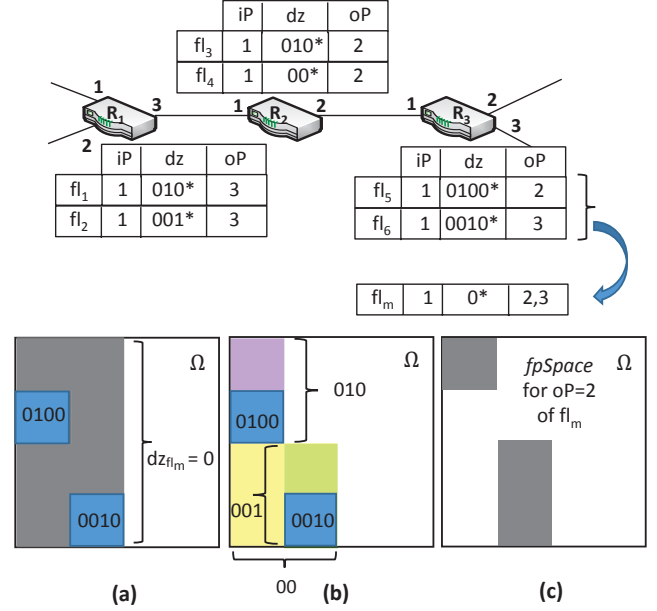 iP dz oP
fl3 1 010* 2
fl4 1 00* 2
1 2 R1 3
1 R2 2
1 R3 2 3
iP dz oP
fl1 1 010* 3
fl2 1 001* 3
iP dz oP
fl5 1 0100* 2
fl6 1 0010* 3
flm 1 0* 2,3
Ω
0100
dzflm = 0
0010
(a)
Ω
010
0100
001
0010
00
(b)
Ω
fpSpace
for oP=2
of flm
(c)